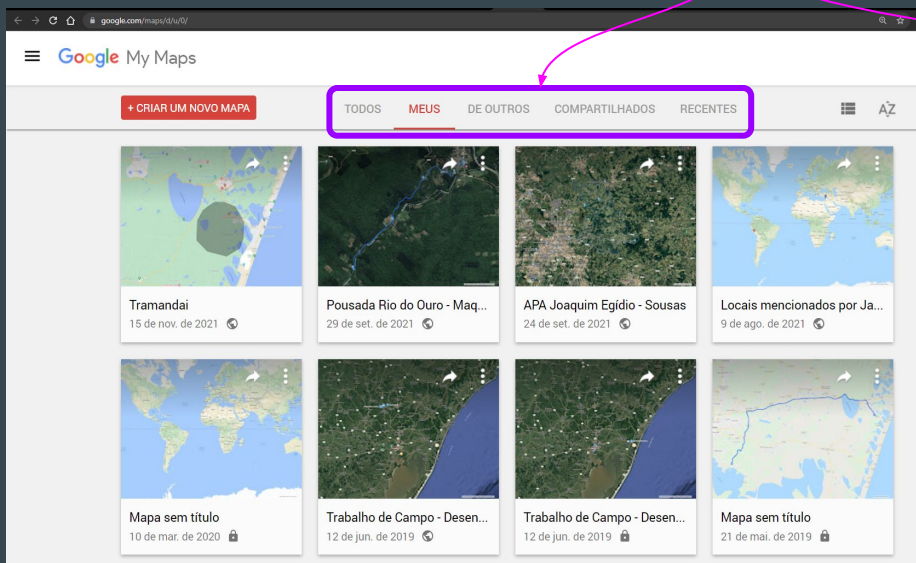 google.com/maps/d/u/0/
Google My Maps
+ CRIAR UM NOVO MAPA
TODOS MEUS DE OUTROS COMPARTILHADOS RECENTES
AZ
Tramandai
15 de nov. de 2021
Pousada Rio do Ouro - Maq...
29 de set. de 2021
APA Joaquim Egídio - Sousas
24 de set. de 2021
Locais mencionados por Ja...
9 de ago. de 2021
Mapa sem título
10 de mar. de 2020
Trabalho de Campo - Desen...
12 de jun. de 2019
Trabalho de Campo - Desen...
12 de jun. de 2019
Mapa sem título
21 de mai. de 2019